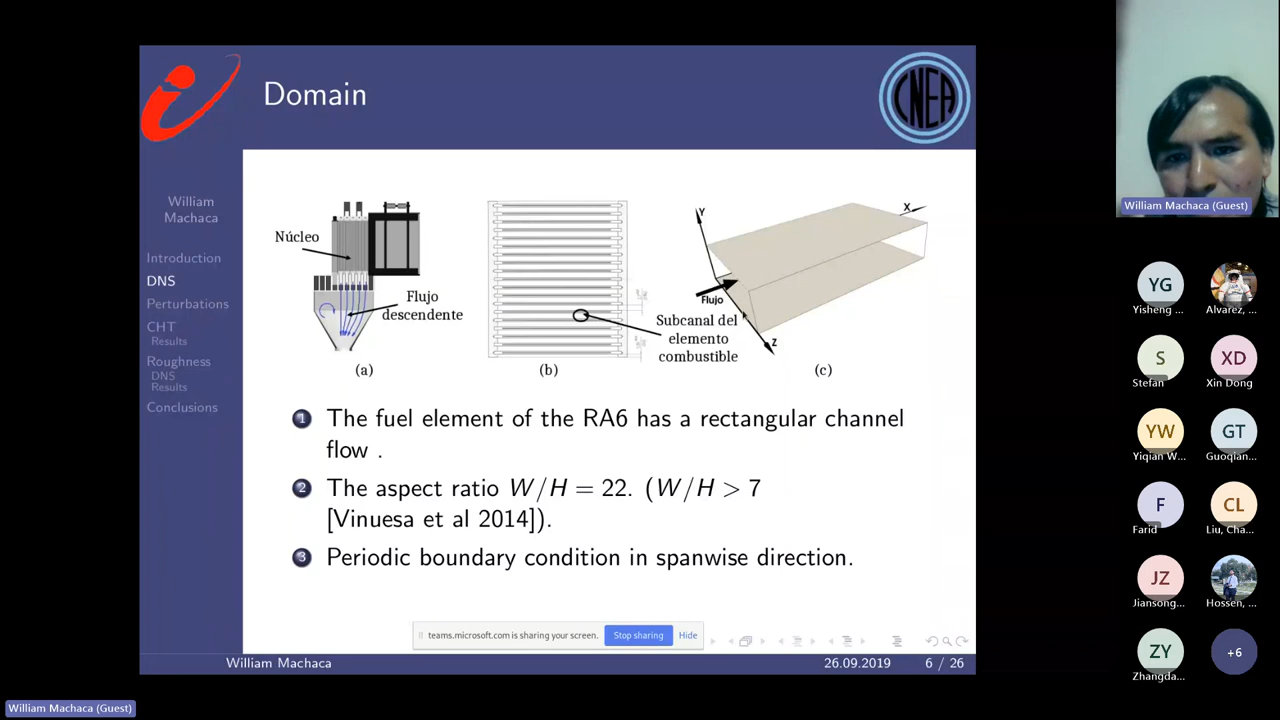 Domain
CNEA
William
Machaca
Introduction
DNS
Perturbations
CHT
Results
Roughness
DNS
Results
Conclusions
Núcleo
Flujo
descendente
(a)
(b)
Subcanal del
elemento
combustible
Y
X
Flujo
Z
(c)
1 The fuel element of the RA6 has a rectangular channel
flow .
2 The aspect ratio W/H = 22. (W/H > 7
[Vinuesa et al 2014]).
3 Periodic boundary condition in spanwise direction.
teams.microsoft.com is sharing your screen. Stop sharing Hide
William Machaca 26.09.2019 6 / 26
William Machaca (Guest)
YG
Yisheng ...
Alvarez, ...
S
Stefan
XD
Xin Dong
YW
Yiqian W...
GT
Guoqian...
F
Farid
CL
Liu, Cha...
JZ
Jiansong...
Hossen, ...
ZY
Zhangda...
+6
William Machaca (Guest)